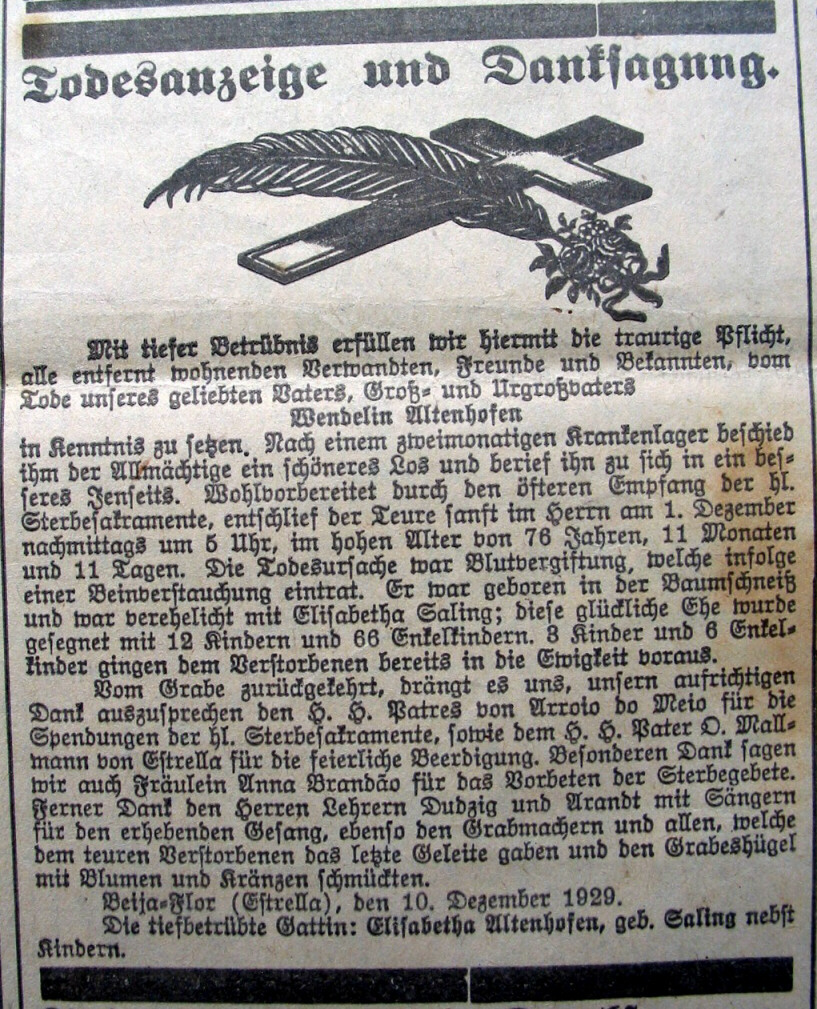 Todesanzeige und Danksagung.
Mit tiefer Betrübnis erfüllen wir hiermit die traurige Pflicht,
alle entfernt wohnenden Verwandten, Freunde und Bekannten, vom
Tode unseres geliebten Vaters, Groß- und Urgroßvaters
Wendelin Altenhofen
in Kenntnis zu setzen. Nach einem zweimonatigen Krankenlager beschied
ihm der Allmächtige ein schöneres Los und berief ihn zu sich in ein bes-
seres Jenseits. Wohlvorbereitet durch den öfteren Empfang der hl.
Sterbesakramente, entschlief der Teure sanft im Herrn am 1. Dezember
nachmittags um 5 Uhr, im hohen Alter von 76 Jahren, 11 Monaten
und 11 Tagen. Die Todesursache war Blutvergiftung, welche infolge
einer Beinverstauchung eintrat. Er war geboren in der Baumschneiß
und war verehelicht mit Elisabetha Saling; diese glückliche Ehe wurde
gesegnet mit 12 Kindern und 66 Enkelkindern. 3 Kinder und 6 Enkel-
kinder gingen dem Verstorbenen bereits in die Ewigkeit voraus.
Vom Grabe zurückgekehrt, drängt es uns, unsern aufrichtigen
Dank auszusprechen den H. H. Patres von Arroio do Meio für die
Spendungen der hl. Sterbesakramente, sowie dem H. H. Pater O. Mall-
mann von Estrella für die feierliche Beerdigung. Besonderen Dank sagen
wir auch Fräulein Anna Brandão für das Vorbeten der Sterbegebete.
Ferner Dank den Herren Lehrern Dudzig und Arandt mit Sängern
für den erhebenden Gesang, ebenso den Grabmachern und allen, welche
dem teuren Verstorbenen das letzte Geleite gaben und den Grabeshügel
mit Blumen und Kränzen schmückten.
Beija-Flor (Estrella), den 10. Dezember 1929.
Die tiefbetrübte Gattin: Elisabetha Altenhofen, geb. Saling nebst
Kindern.